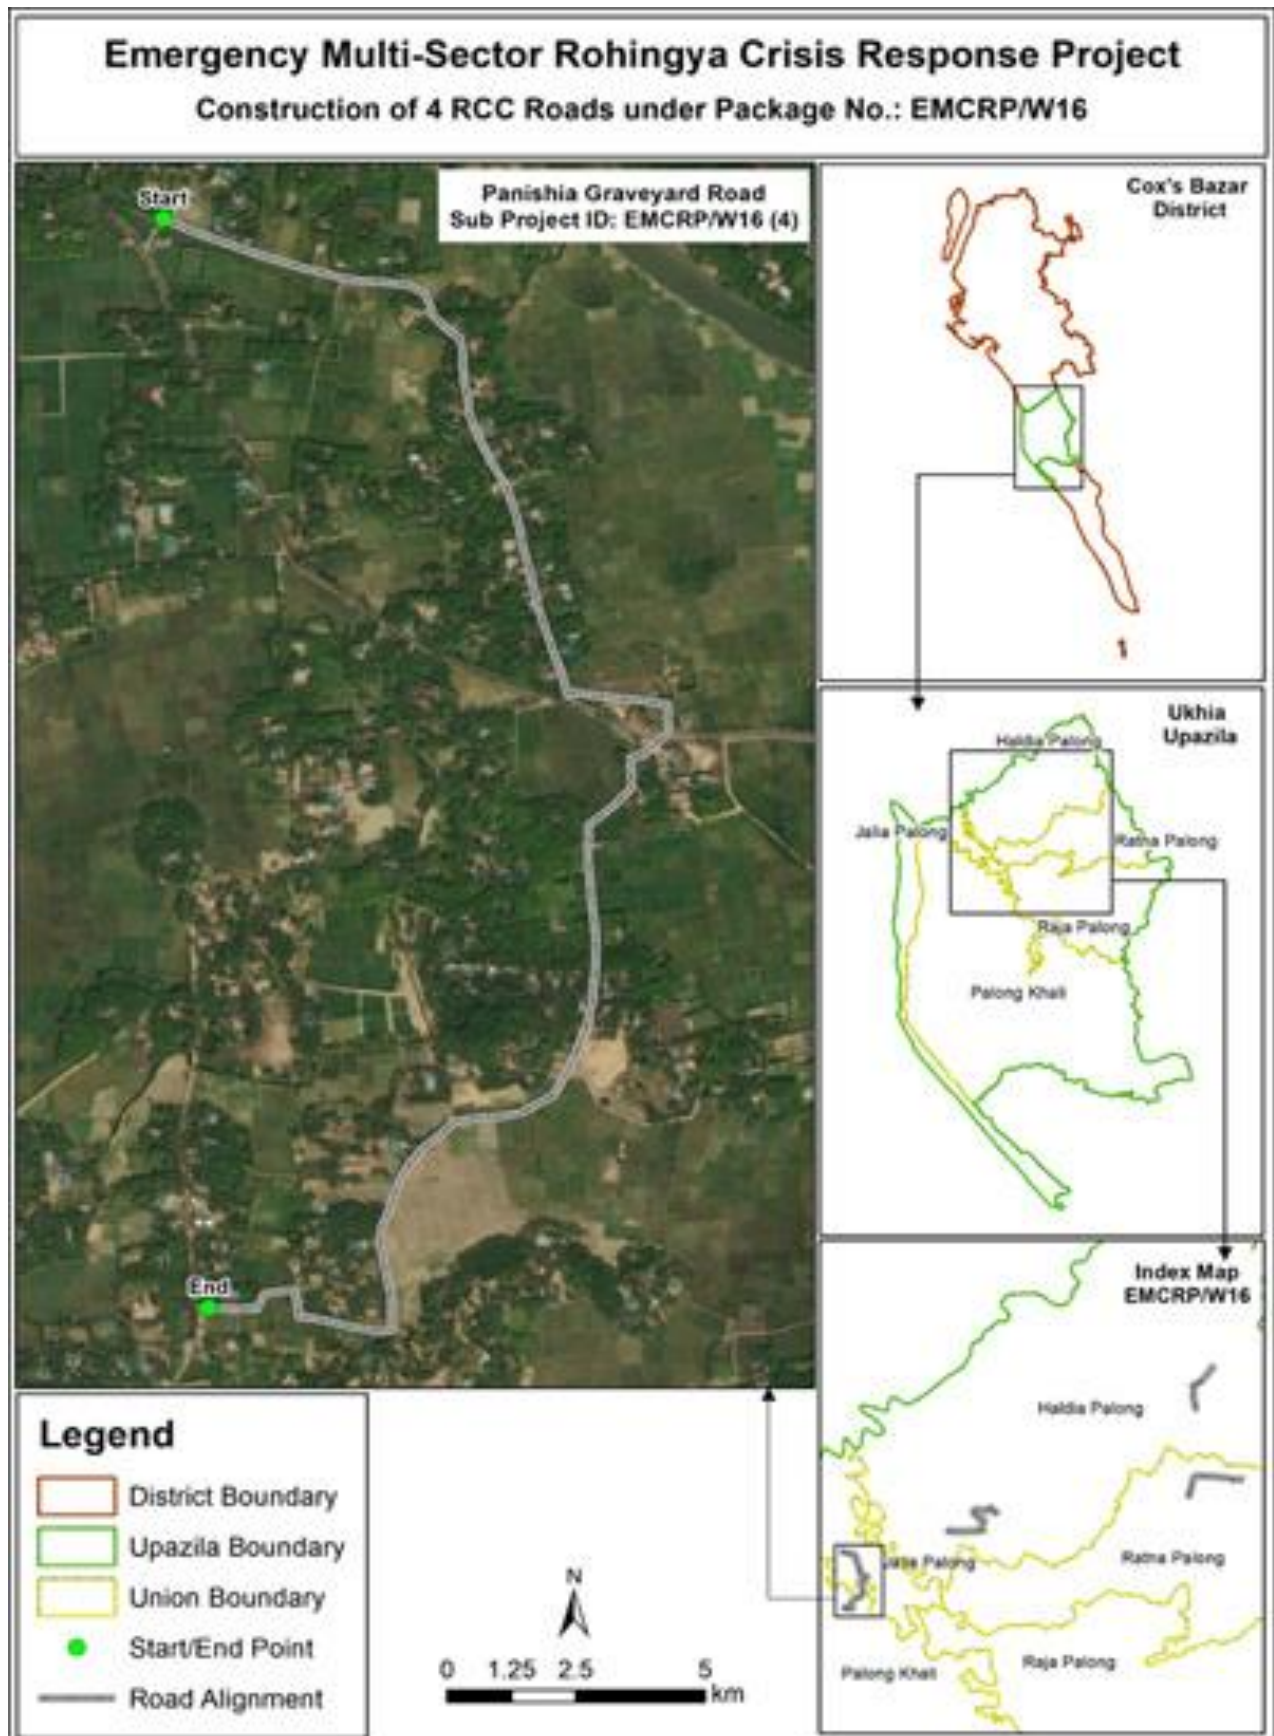 Emergency Multi-Sector Rohingya Crisis Response Project
Construction of 4 RCC Roads under Package No.: EMCRP/W16
Panishia Graveyard Road
Sub Project ID: EMCRP/W16 (4)
Start
End
Cox's Bazar
District
Ukhia
Upazila
Haldia Palong
Jalia Palong
Ratna Palong
Raja Palong
Palong Khali
Index Map
EMCRP/W16
Haldia Palong
Jalia Palong
Ratna Palong
Raja Palong
Palong Khali
Legend
District Boundary
Upazila Boundary
Union Boundary
Start/End Point
Road Alignment
N
0 1.25 2.5 5
km